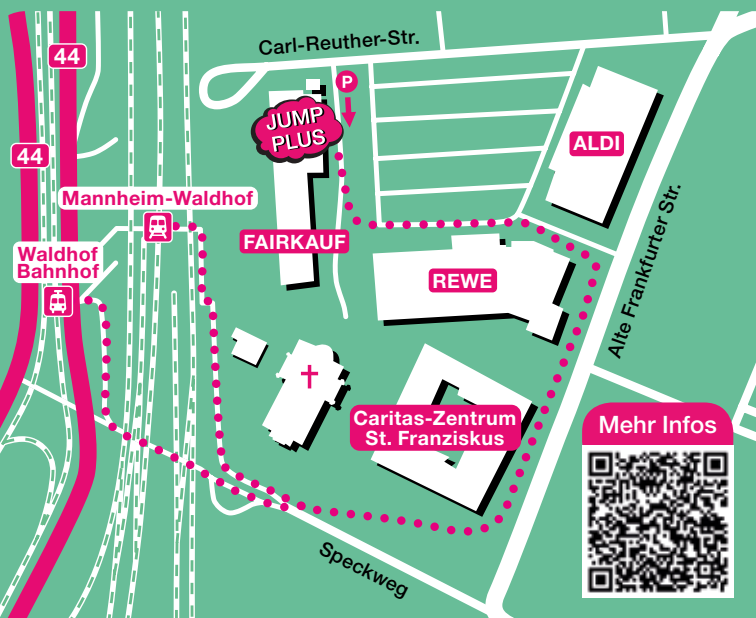 44
Carl-Reuther-Str.
P
JUMP
PLUS
ALDI
44
Mannheim-Waldhof
FAIRKAUF
Waldhof
Bahnhof
REWE
Alte Frankfurter Str.
Caritas-Zentrum
St. Franziskus
Mehr Infos
Speckweg